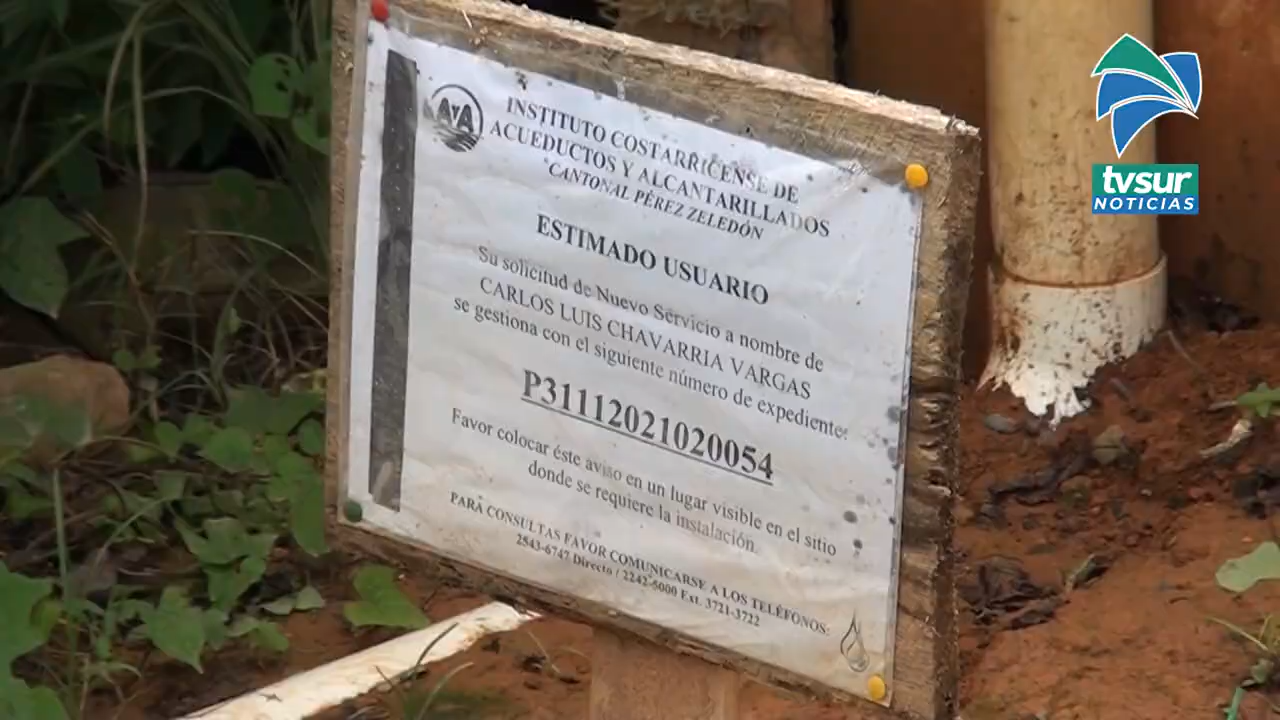 AyA
INSTITUTO COSTARRICENSE DE
ACUEDUCTOS Y ALCANTARILLADOS
CANTONAL PÉREZ ZELEDÓN
ESTIMADO USUARIO
Su solicitud de Nuevo Servicio a nombre de
CARLOS LUIS CHAVARRIA VARGAS
se gestiona con el siguiente número de expediente:
P31112021020054
Favor colocar éste aviso en un lugar visible en el sitio
donde se requiere la instalación.
PARA CONSULTAS FAVOR COMUNICARSE A LOS TELÉFONOS:
2543-6747 Directo / 2242-5000 Ext. 3721-3722
tvsur
NOTICIAS